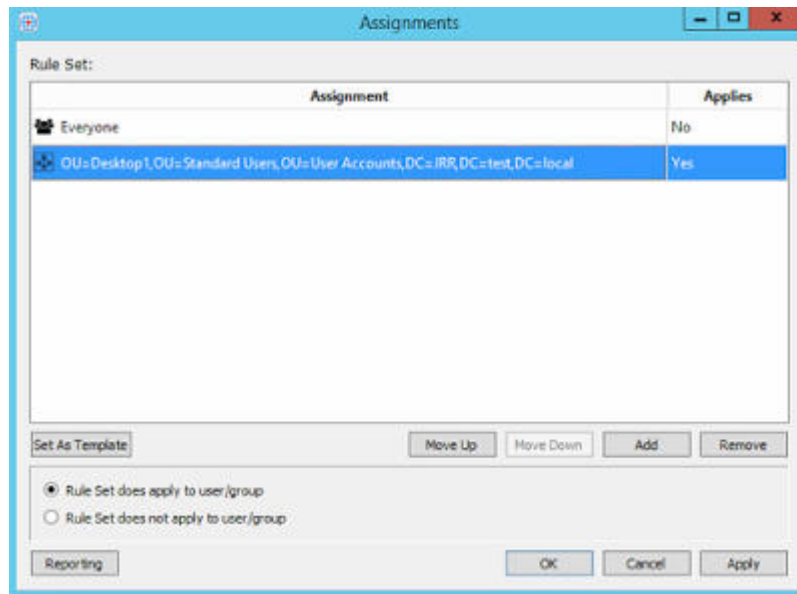 Assignments
Rule Set:
Assignment Applies
Everyone No
OU=Desktop1,OU=Standard Users,OU=User Accounts,DC=JRR,DC=test,DC=local Yes
Set As Template Move Up Move Down Add Remove
Rule Set does apply to user/group
Rule Set does not apply to user/group
Reporting OK Cancel Apply